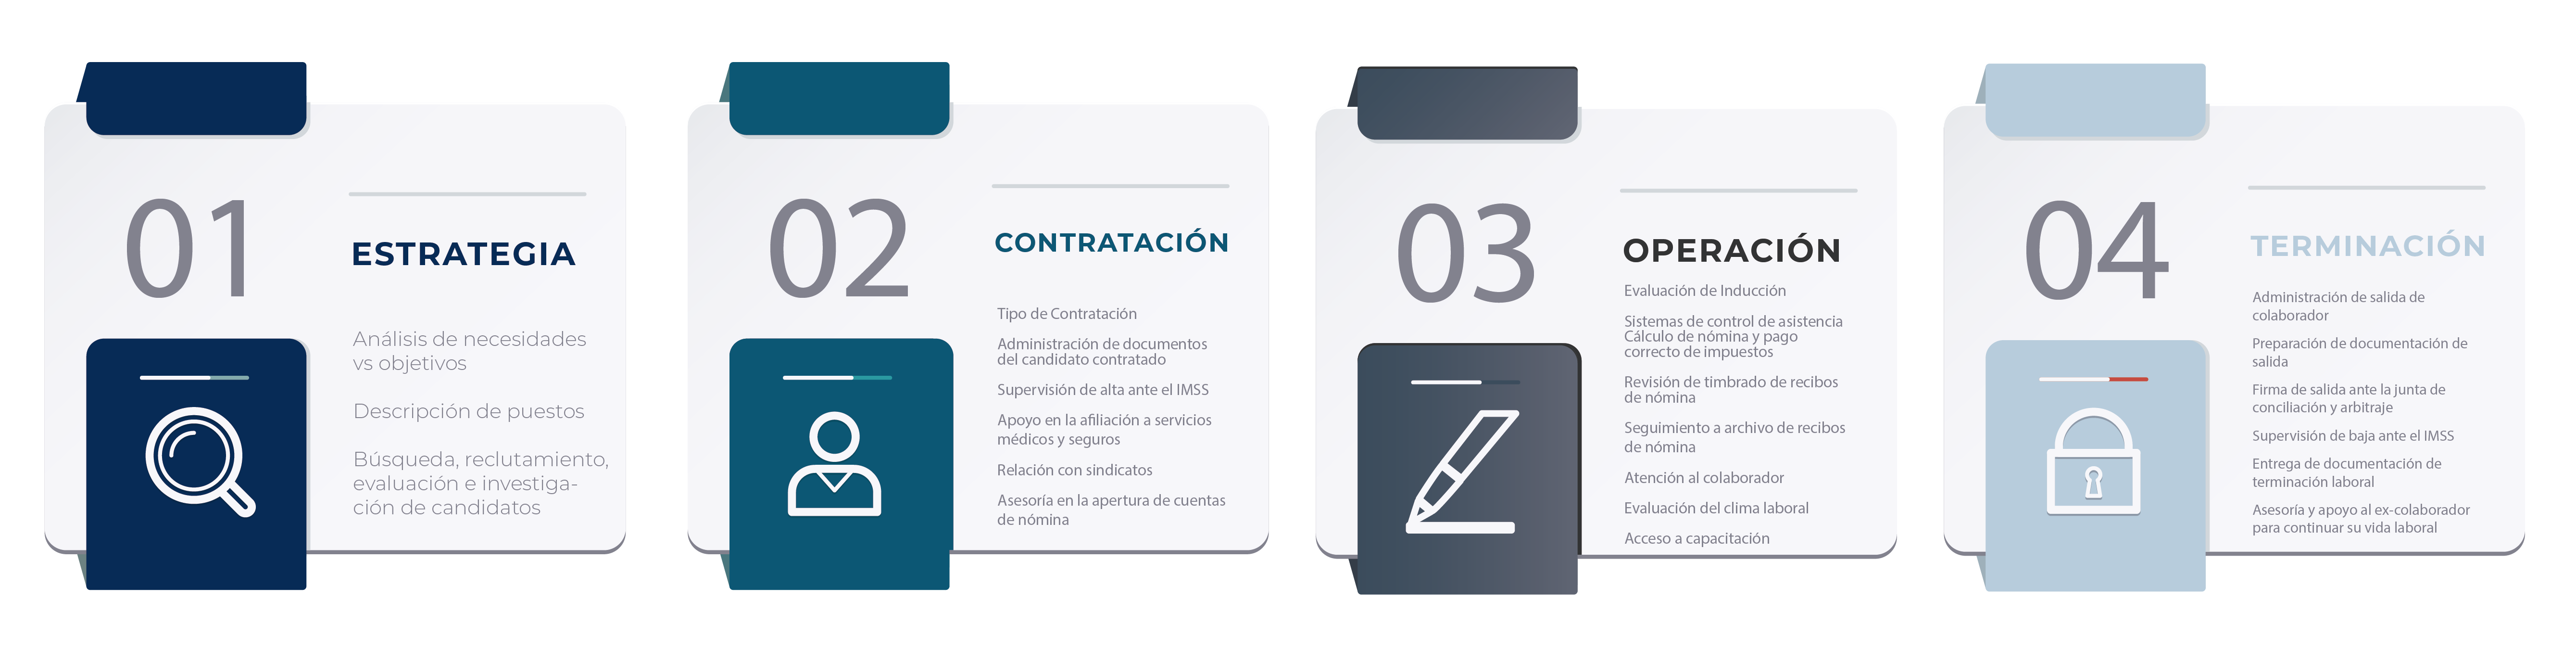 01
ESTRATEGIA
Análisis de necesidades
vs objetivos
Descripción de puestos
Búsqueda, reclutamiento,
evaluación e investiga-
ción de candidatos
02
CONTRATACIÓN
Tipo de Contratación
Administración de documentos
del candidato contratado
Supervisión de alta ante el IMSS
Apoyo en la afiliación a servicios
médicos y seguros
Relación con sindicatos
Asesoría en la apertura de cuentas
de nómina
03
OPERACIÓN
Evaluación de Inducción
Sistemas de control de asistencia
Cálculo de nómina y pago
correcto de impuestos
Revisión de timbrado de recibos
de nómina
Seguimiento a archivo de recibos
de nómina
Atención al colaborador
Evaluación del clima laboral
Acceso a capacitación
04
TERMINACIÓN
Administración de salida de
colaborador
Preparación de documentación de
salida
Firma de salida ante la junta de
conciliación y arbitraje
Supervisión de baja ante el IMSS
Entrega de documentación de
terminación laboral
Asesoría y apoyo al ex-colaborador
para continuar su vida laboral